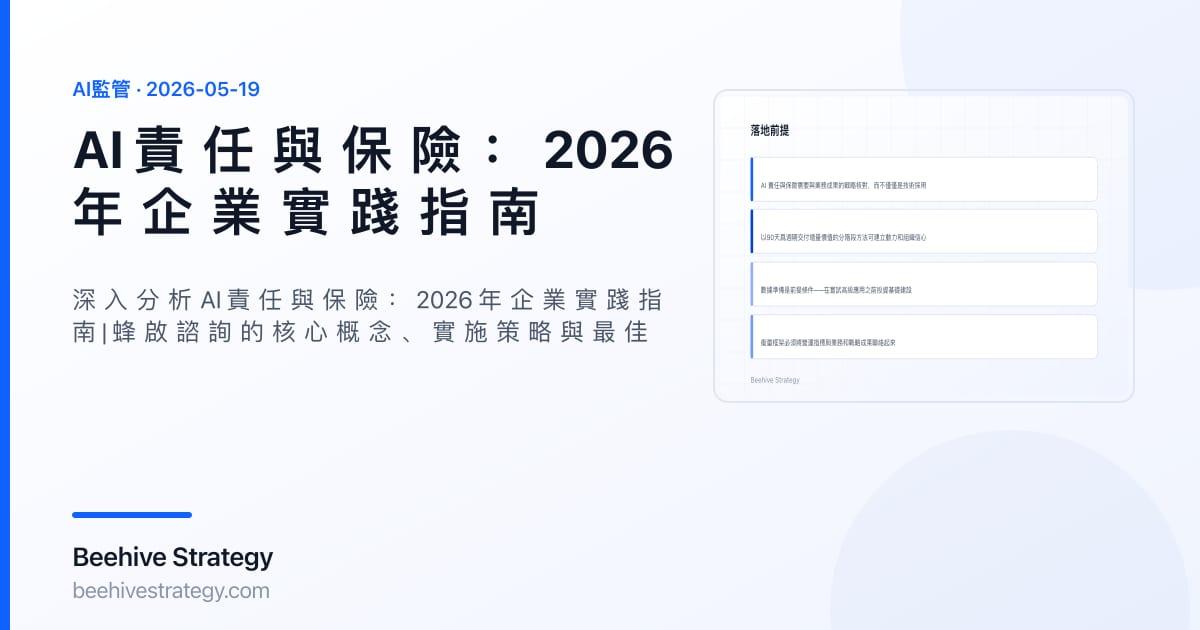 AI監管 · 2026-05-19
AI責任與保險：2026
年企業實踐指南
深入分析AI責任與保險：2026年企業實踐指
南|蜂啟諮詢的核心概念、實施策略與最佳
落地前提
AI 責任與保險需要與業務成果的戰略核對，而不僅僅是技術採用
以90天為週期交付增量價值的分階段方法可建立動力和組織信心
數據準備是前提條件——在嘗試高級應用之前投資基礎建設
衡量框架必須將營運指標與業務和戰略成果聯絡起來
Beehive Strategy
Beehive Strategy
beehivestrategy.com